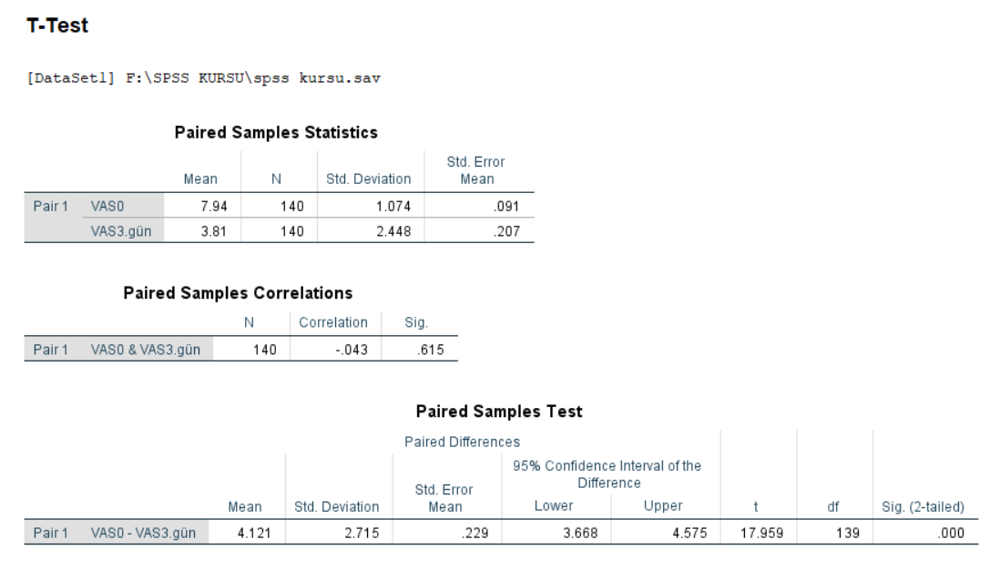 T-Test
[DataSet1] F:\SPSS KURSU\spss kursu.sav
Paired Samples Statistics
Mean N Std. Deviation Std. Error Mean
Pair 1 VAS0 7.94 140 1.074 .091
VAS3.gün 3.81 140 2.448 .207
Paired Samples Correlations
N Correlation Sig.
Pair 1 VAS0 & VAS3.gün 140 -.043 .615
Paired Samples Test
Paired Differences
95% Confidence Interval of the Difference
Mean Std. Deviation Std. Error Mean Lower Upper t df Sig. (2-tailed)
Pair 1 VAS0 - VAS3.gün 4.121 2.715 .229 3.668 4.575 17.959 139 .000